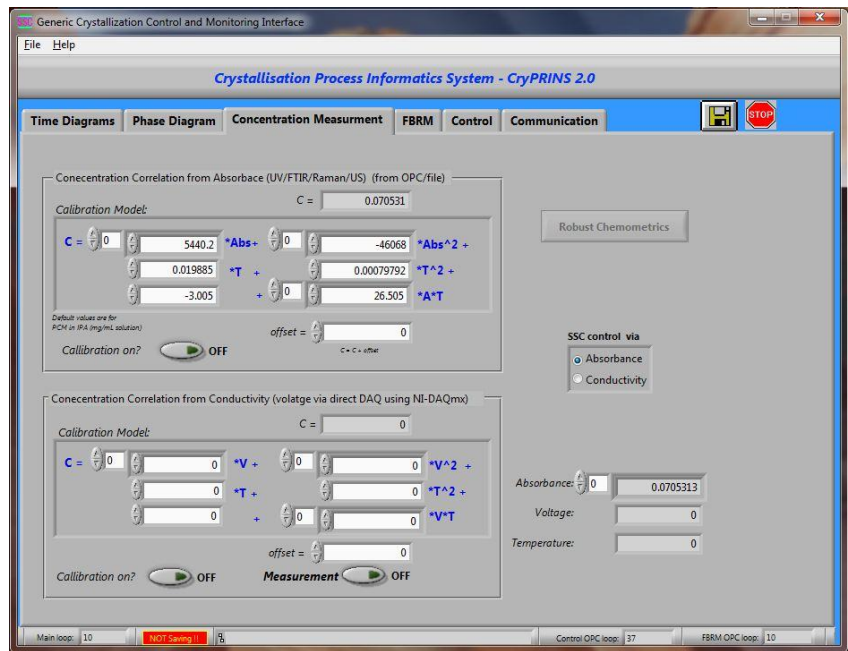 SSC Generic Crystallization Control and Monitoring Interface
File Help
Crystallisation Process Informatics System - CryPRINS 2.0
Time Diagrams Phase Diagram Concentration Measurment FBRM Control Communication
STOP
Conecentration Correlation from Absorbace (UV/FTIR/Raman/US) (from OPC/file)
C = 0.070531
Calibration Model:
C = 0 5440.2 *Abs+ 0 -46068 *Abs^2 +
0.019885 *T + 0.00079792 *T^2 +
-3.005 + 0 26.505 *A*T
Default values are for
PCM in IPA (mg/mL solution)
offset = 0
C = C + offset
Callibration on? OFF
Robust Chemometrics
SSC control via
Absorbance
Conductivity
Conecentration Correlation from Conductivity (volatge via direct DAQ using NI-DAQmx)
C = 0
Calibration Model:
C = 0 0 *V + 0 0 *V^2 +
0 *T + 0 *T^2 +
0 + 0 0 *V*T
offset = 0
Callibration on? OFF Measurement OFF
Absorbance: 0 0.0705313
Voltage: 0
Temperature: 0
Main loop: 10 NOT Saving !! Control OPC loop: 37 FBRM OPC loop: 10